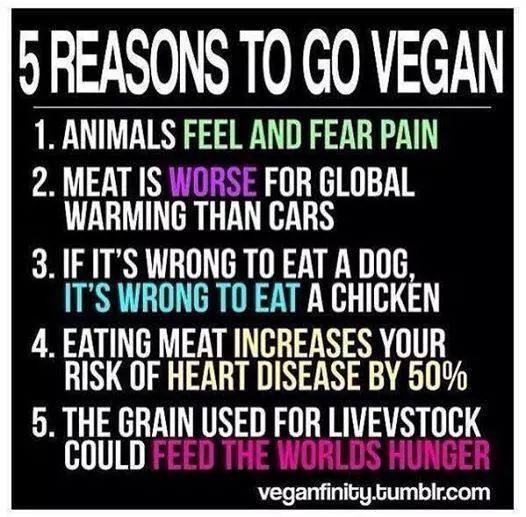 5 REASONS TO GO VEGAN
1. ANIMALS FEEL AND FEAR PAIN
2. MEAT IS WORSE FOR GLOBAL
WARMING THAN CARS
3. IF IT'S WRONG TO EAT A DOG,
IT'S WRONG TO EAT A CHICKEN
4. EATING MEAT INCREASES YOUR
RISK OF HEART DISEASE BY 50%
5. THE GRAIN USED FOR LIVEVSTOCK
COULD FEED THE WORLDS HUNGER
veganfinity.tumblr.com